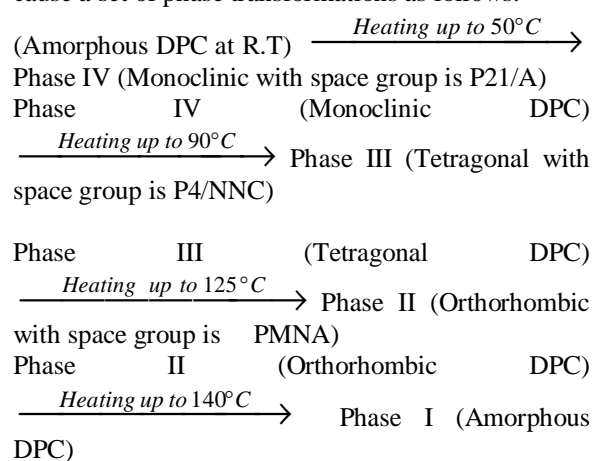 cause a set of phase transformations as follows:
(Amorphous DPC at R.T) Heating up to 50°C
Phase IV (Monoclinic with space group is P21/A)
Phase IV (Monoclinic DPC)
Heating up to 90°C Phase III (Tetragonal with
space group is P4/NNC)
Phase III (Tetragonal DPC)
Heating up to 125°C Phase II (Orthorhombic
with space group is PMNA)
Phase II (Orthorhombic DPC)
Heating up to 140°C Phase I (Amorphous
DPC)